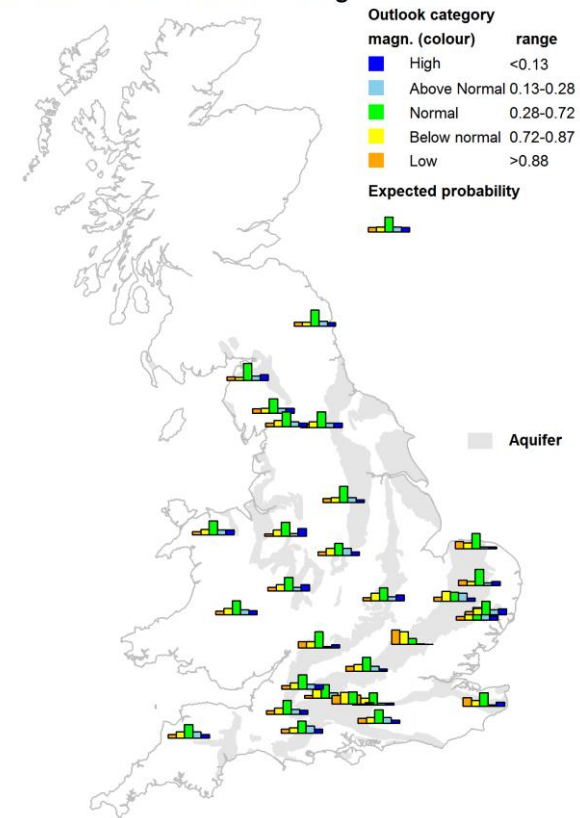 Outlook category
magn. (colour) range
High <0.13
Above Normal 0.13-0.28
Normal 0.28-0.72
Below normal 0.72-0.87
Low >0.88
Expected probability
Aquifer